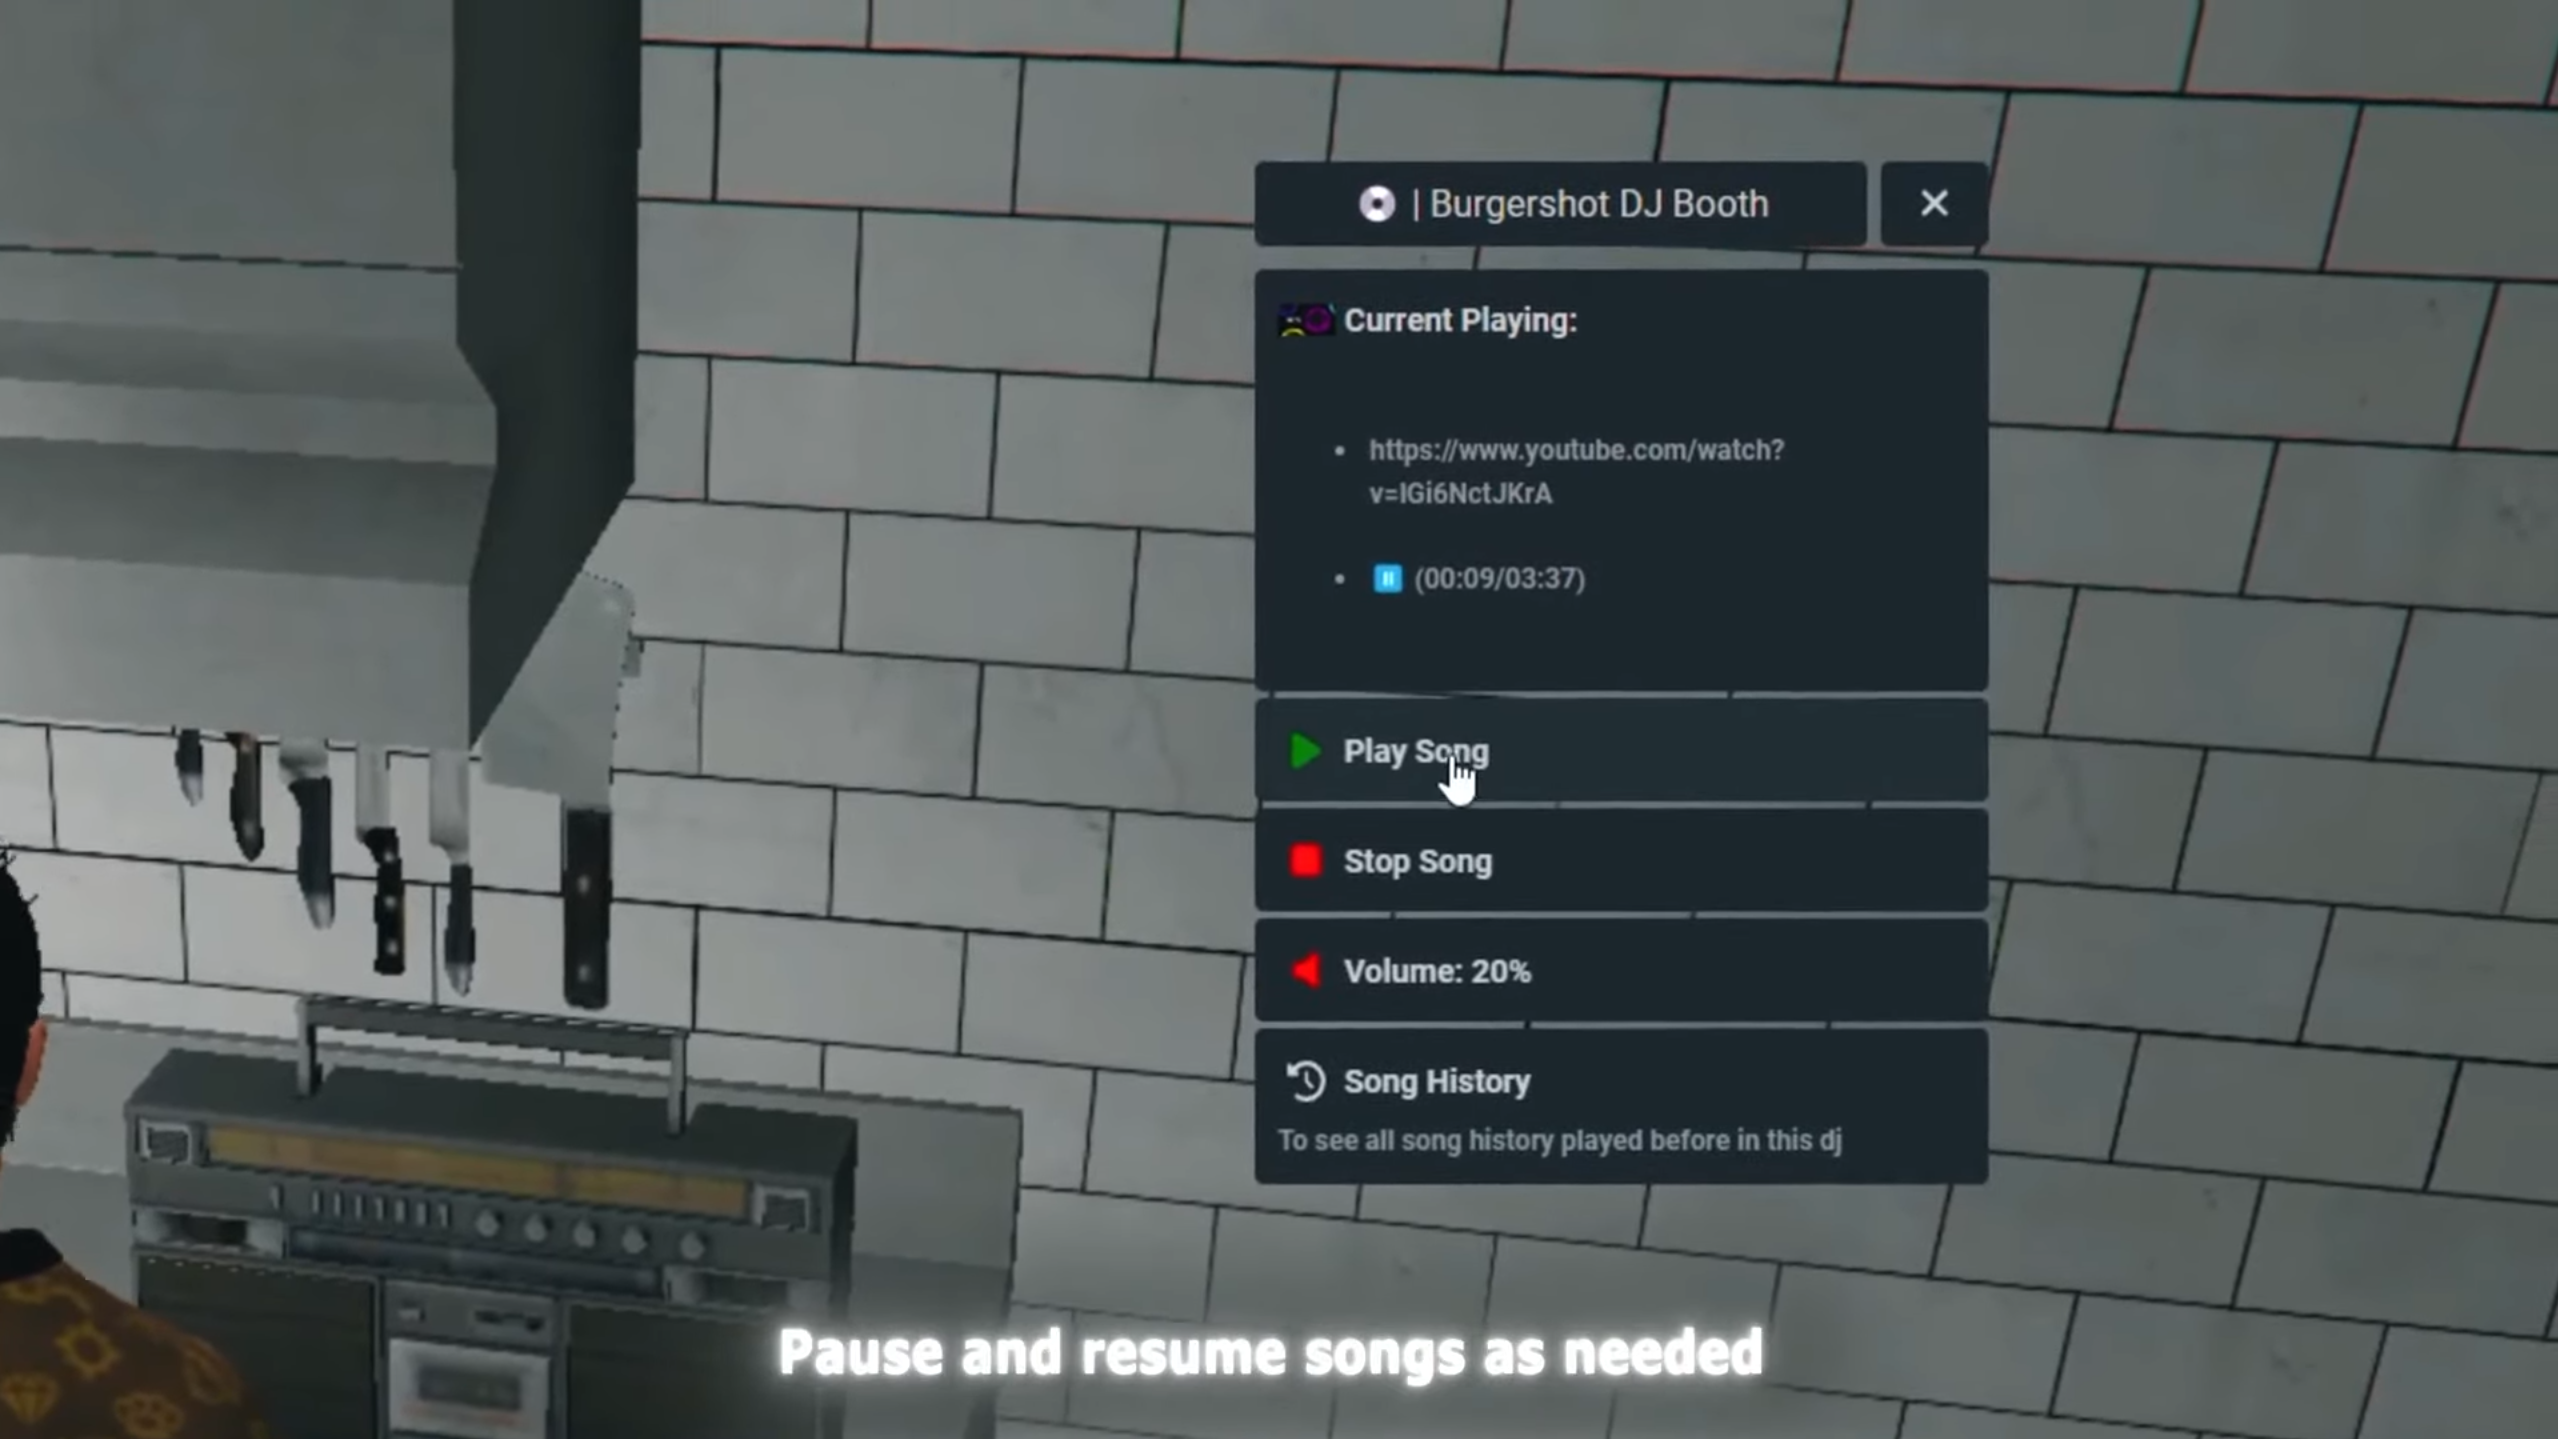 | Burgershot DJ Booth
Current Playing:
https://www.youtube.com/watch?
v=IGi6NctJKrA
(00:09/03:37)
Play Song
Stop Song
Volume: 20%
Song History
To see all song history played before in this dj
Pause and resume songs as needed